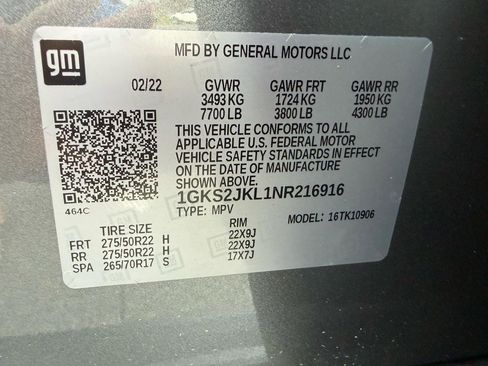 gm
MFD BY GENERAL MOTORS LLC
02/22 GVWR GAWR FRT GAWR RR
3493 KG 1724 KG 1950 KG
7700 LB 3800 LB 4300 LB
THIS VEHICLE CONFORMS TO ALL
APPLICABLE U.S. FEDERAL MOTOR
VEHICLE SAFETY STANDARDS IN EFFECT
ON THE DATE OF MANUFACTURE
SHOWN ABOVE.
1GKS2JKL1NR216916
464C
TYPE: MPV MODEL: 16TK10906
TIRE SIZE RIM
FRT 275/50R22 H 22X9J
RR 275/50R22 H 22X9J
SPA 265/70R17 S 17X7J